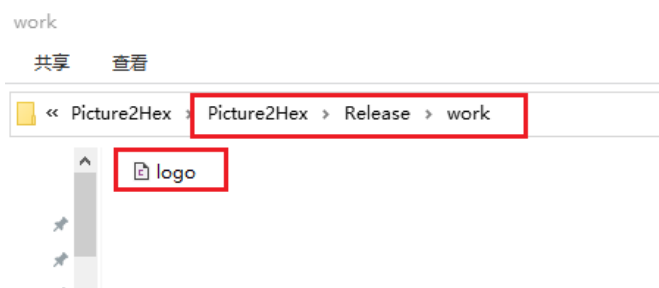 work
共享 查看
« Picture2Hex › Picture2Hex › Release › work
logo